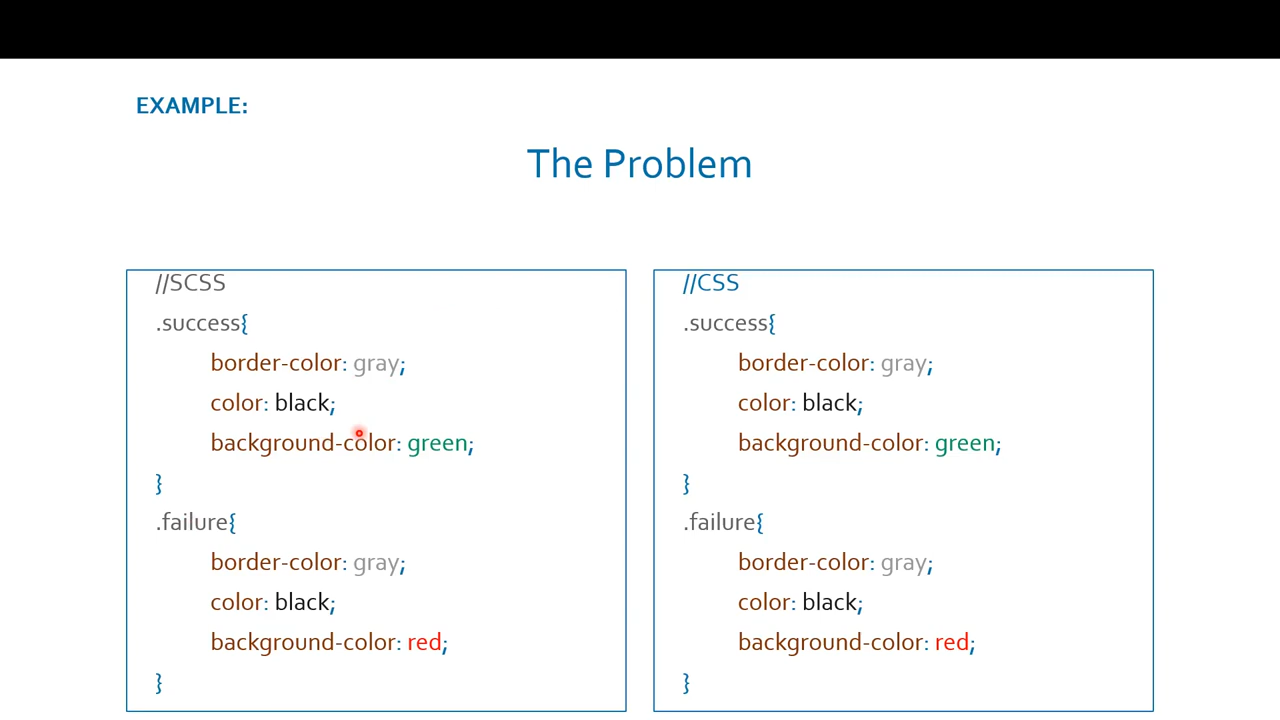 EXAMPLE:
The Problem
//SCSS
.success{
border-color: gray;
color: black;
background-color: green;
}
.failure{
border-color: gray;
color: black;
background-color: red;
}
//CSS
.success{
border-color: gray;
color: black;
background-color: green;
}
.failure{
border-color: gray;
color: black;
background-color: red;
}